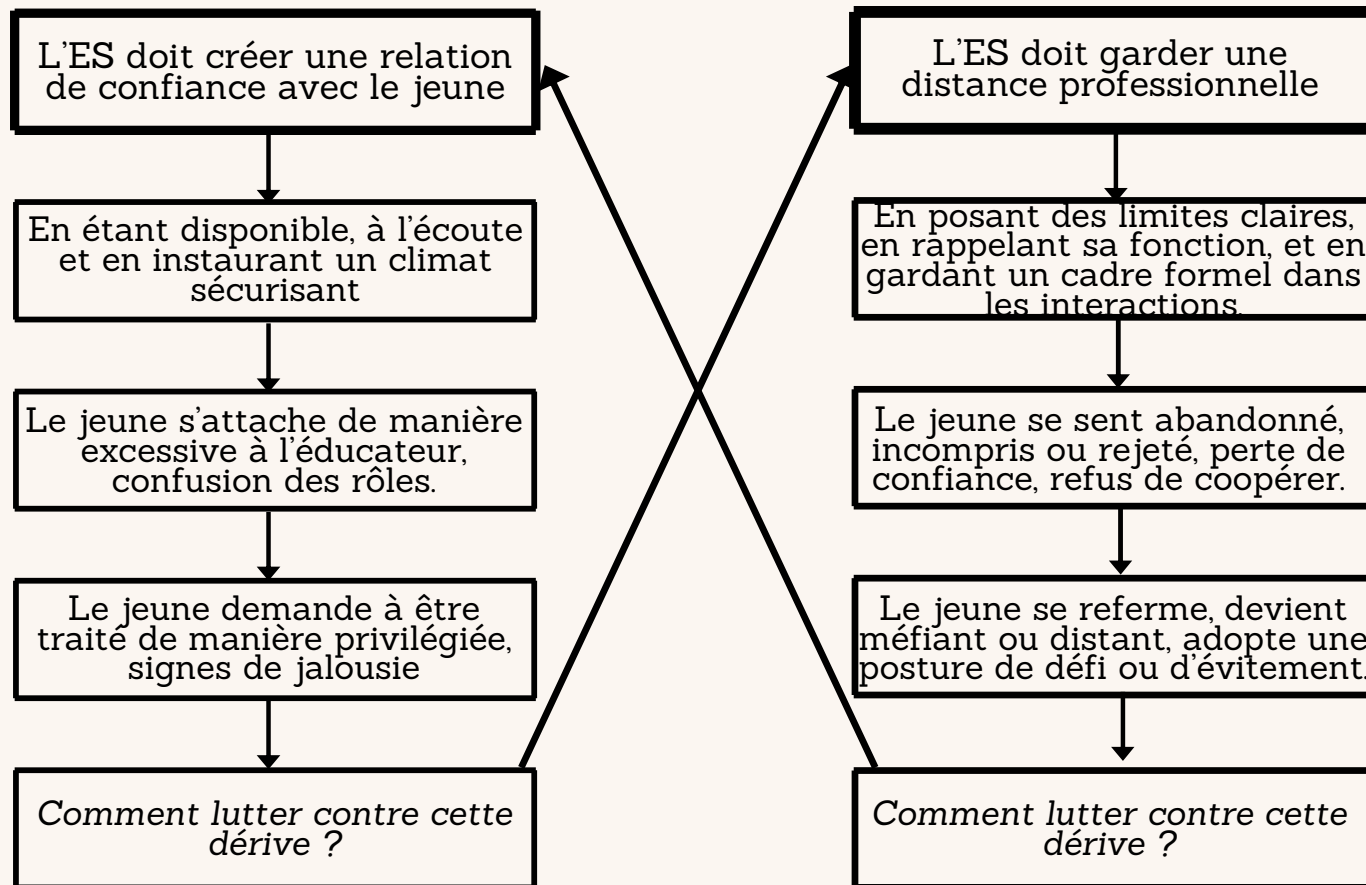 L’ES doit créer une relation
de confiance avec le jeune
En étant disponible, à l’écoute
et en instaurant un climat
sécurisant
Le jeune s’attache de manière
excessive à l’éducateur,
confusion des rôles.
Le jeune demande à être
traité de manière privilégiée,
signes de jalousie
Comment lutter contre cette
dérive ?
L’ES doit garder une
distance professionnelle
En posant des limites claires,
en rappelant sa fonction, et en
gardant un cadre formel dans
les interactions.
Le jeune se sent abandonné,
incompris ou rejeté, perte de
confiance, refus de coopérer.
Le jeune se referme, devient
méfiant ou distant, adopte une
posture de défi ou d’évitement.
Comment lutter contre cette
dérive ?